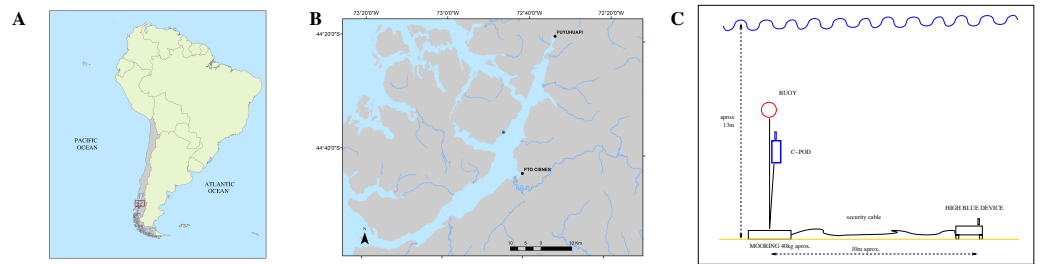 A
PACIFIC
OCEAN
ATLANTIC
OCEAN
B
73°20'0"W 73°0'0"W 72°40'0"W 72°20'0"W
44°20'0"S
44°40'0"S
PUYUHUAPI
PTO CISNES
N
10 5 0 10 Km
C
BUOY
aprox
13m
C-POD
security cable
HIGH BLUE DEVICE
MOORING 40kg aprox.
10m aprox.